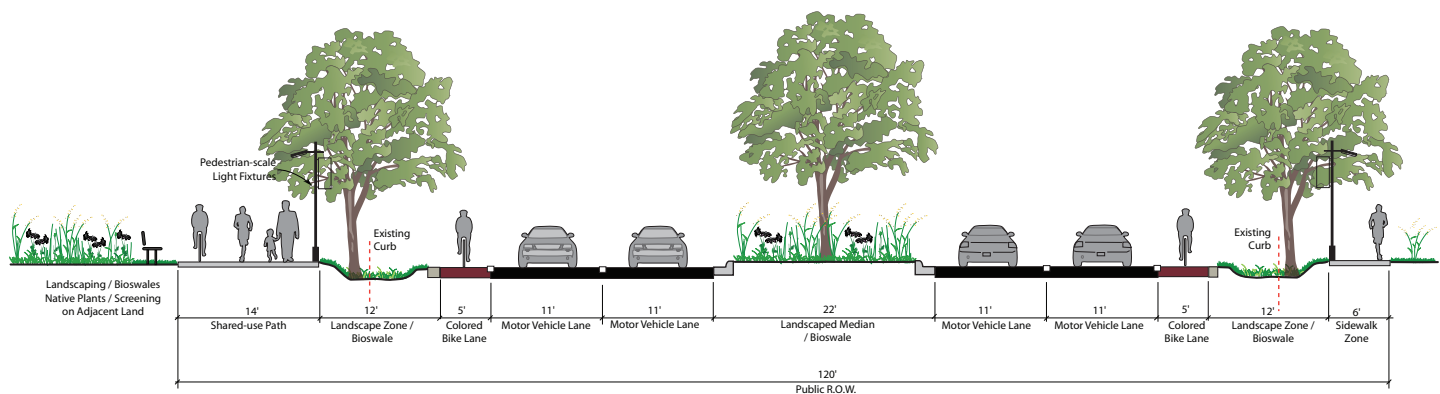 Pedestrian-scale
Light Fixtures
Existing
Curb
Existing
Curb
Landscaping / Bioswales
Native Plants / Screening
on Adjacent Land
14'
Shared-use Path
12'
Landscape Zone /
Bioswale
5'
Colored
Bike Lane
11'
Motor Vehicle Lane
11'
Motor Vehicle Lane
22'
Landscaped Median
/ Bioswale
11'
Motor Vehicle Lane
11'
Motor Vehicle Lane
5'
Colored
Bike Lane
12'
Landscape Zone /
Bioswale
6'
Sidewalk
Zone
120'
Public R.O.W.